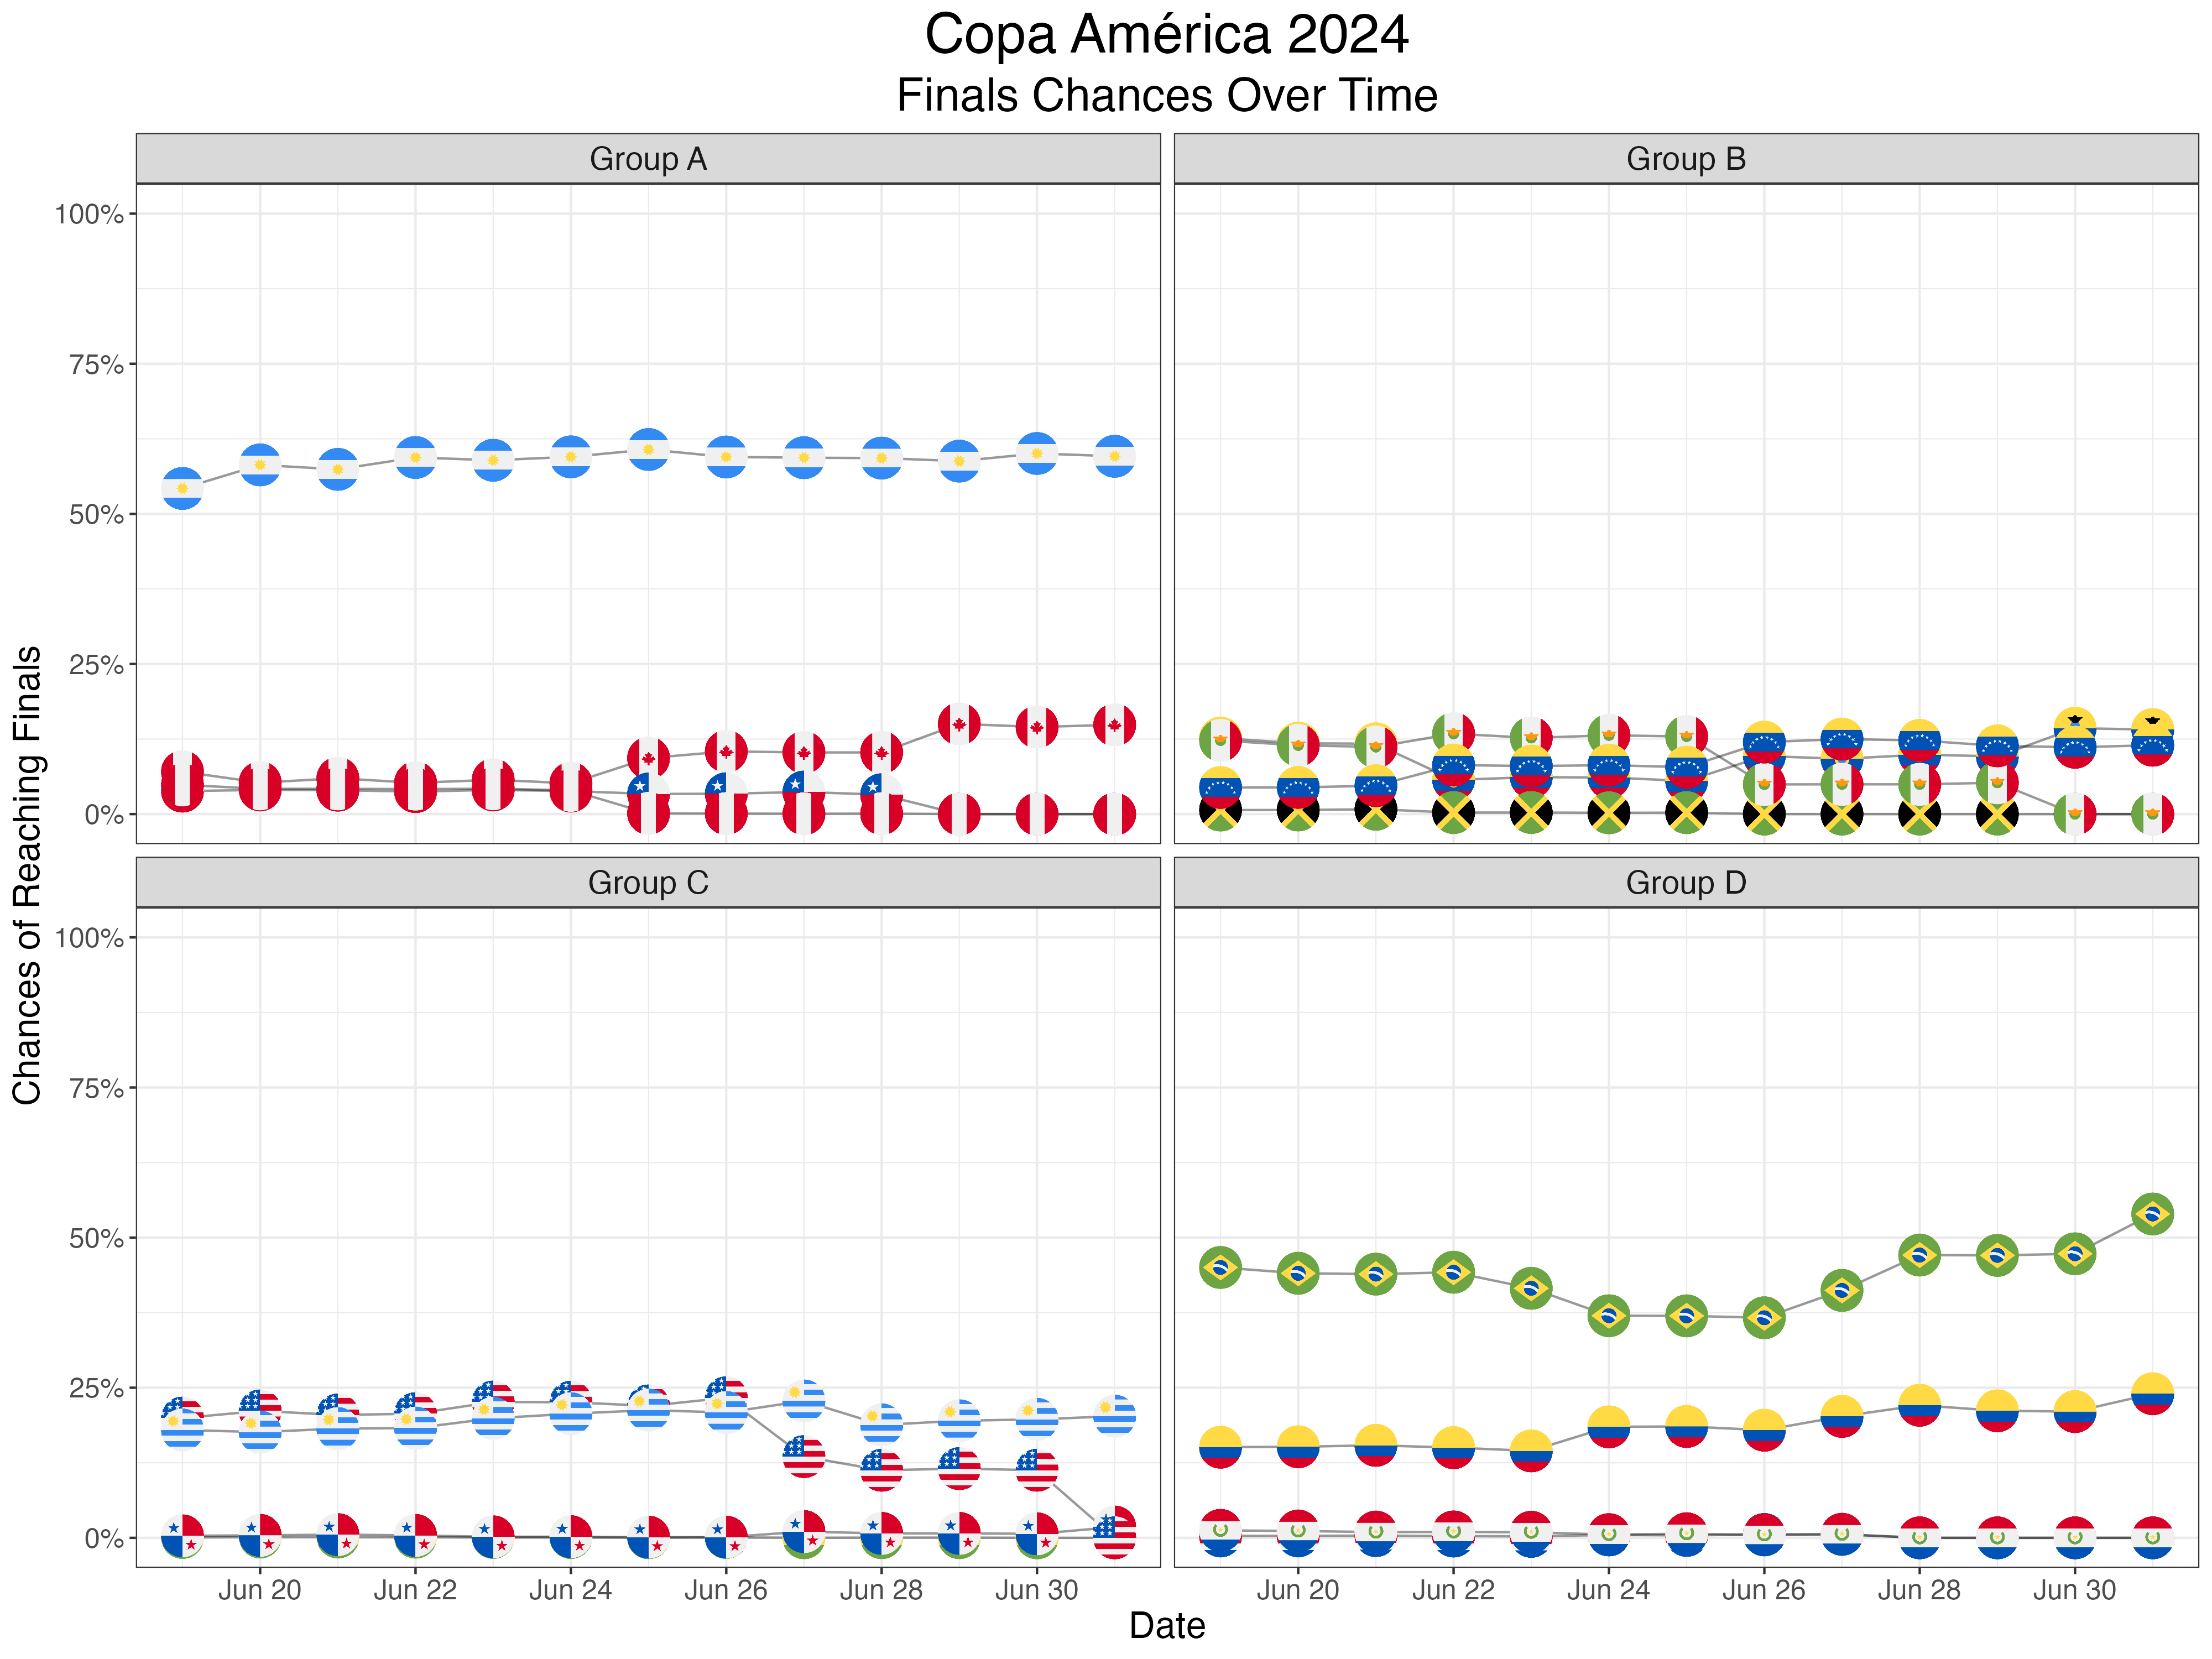 Copa América 2024
Finals Chances Over Time
Group A
Group B
100%
75%
50%
25%
0%
Group C
Group D
100%
75%
50%
25%
0%
Jun 20
Jun 22
Jun 24
Jun 26
Jun 28
Jun 30
Jun 20
Jun 22
Jun 24
Jun 26
Jun 28
Jun 30
Date
Chances of Reaching Finals